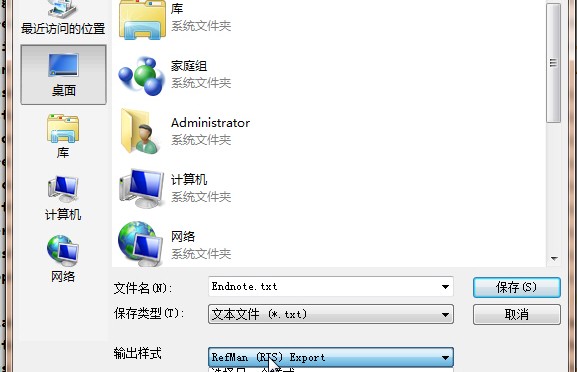 最近访问的位置
桌面
库
计算机
网络
库
系统文件夹
家庭组
系统文件夹
Administrator
系统文件夹
计算机
系统文件夹
网络
系统文件夹
文件名(N):
Endnote.txt
保存(S)
保存类型(T):
文本文件 (*.txt)
取消
输出样式
RefMan (RIS) Export